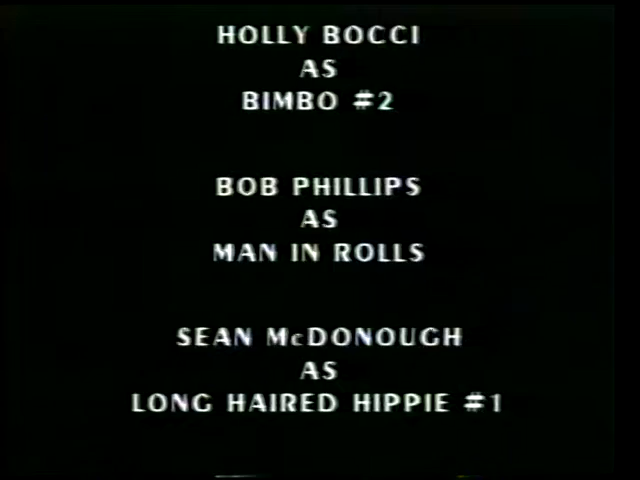 HOLLY BOCCI
AS
BIMBO #2
BOB PHILLIPS
AS
MAN IN ROLLS
SEAN McDONOUGH
AS
LONG HAIRED HIPPIE #1